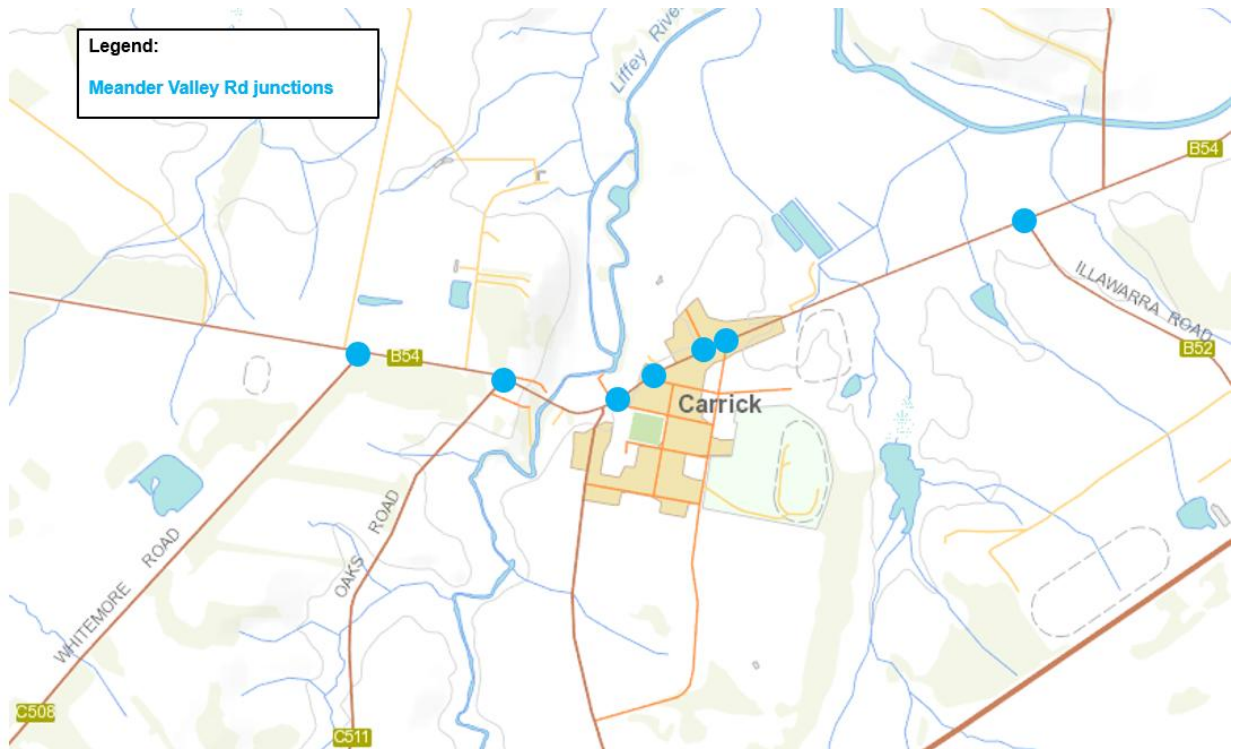 Legend:
Meander Valley Rd junctions
Liffey River
B54
ILLAWARRA ROAD
B52
B54
Carrick
WHITEMORE ROAD
OAKS ROAD
C508
C511